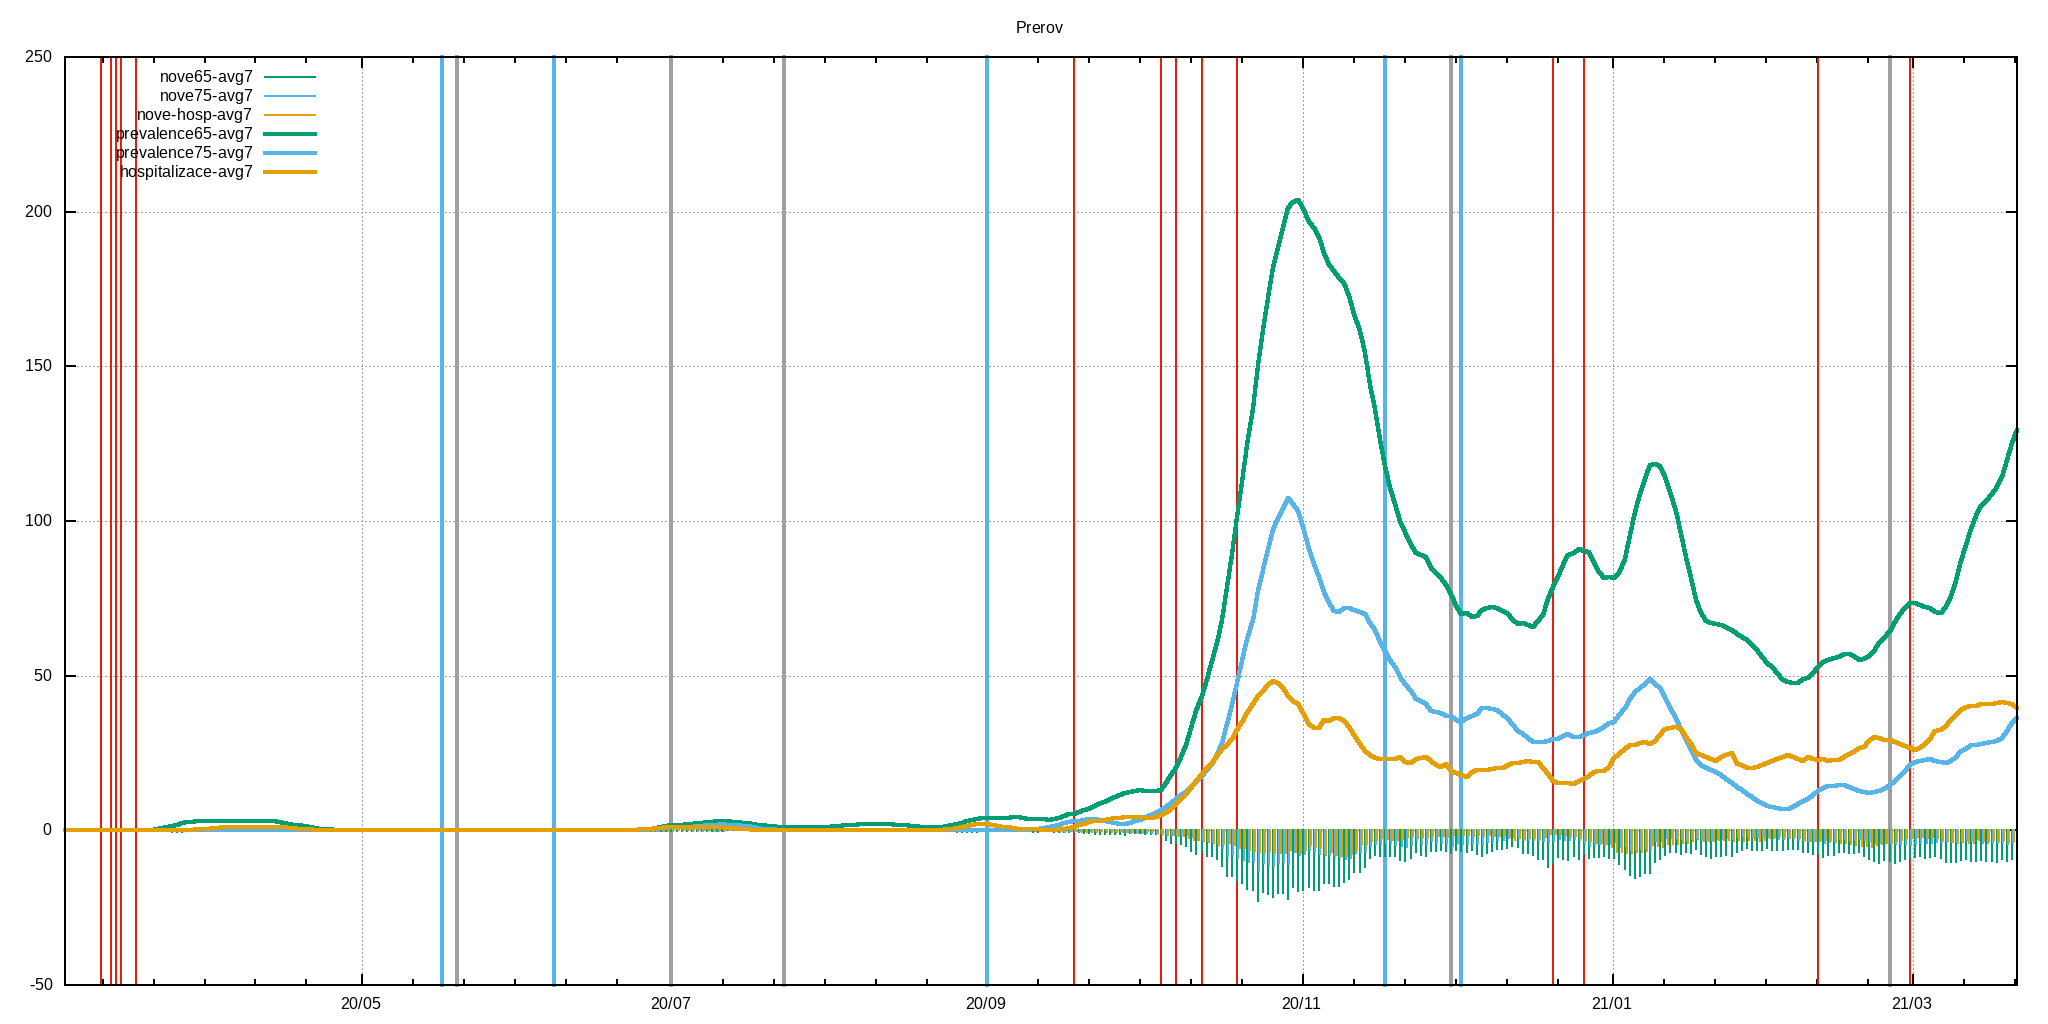 Prerov
250
nove65-avg7
nove75-avg7
nove-hosp-avg7
prevalence65-avg7
prevalence75-avg7
hospitalizace-avg7
200
150
100
50
0
-50
20/05 20/07 20/09 20/11 21/01 21/03